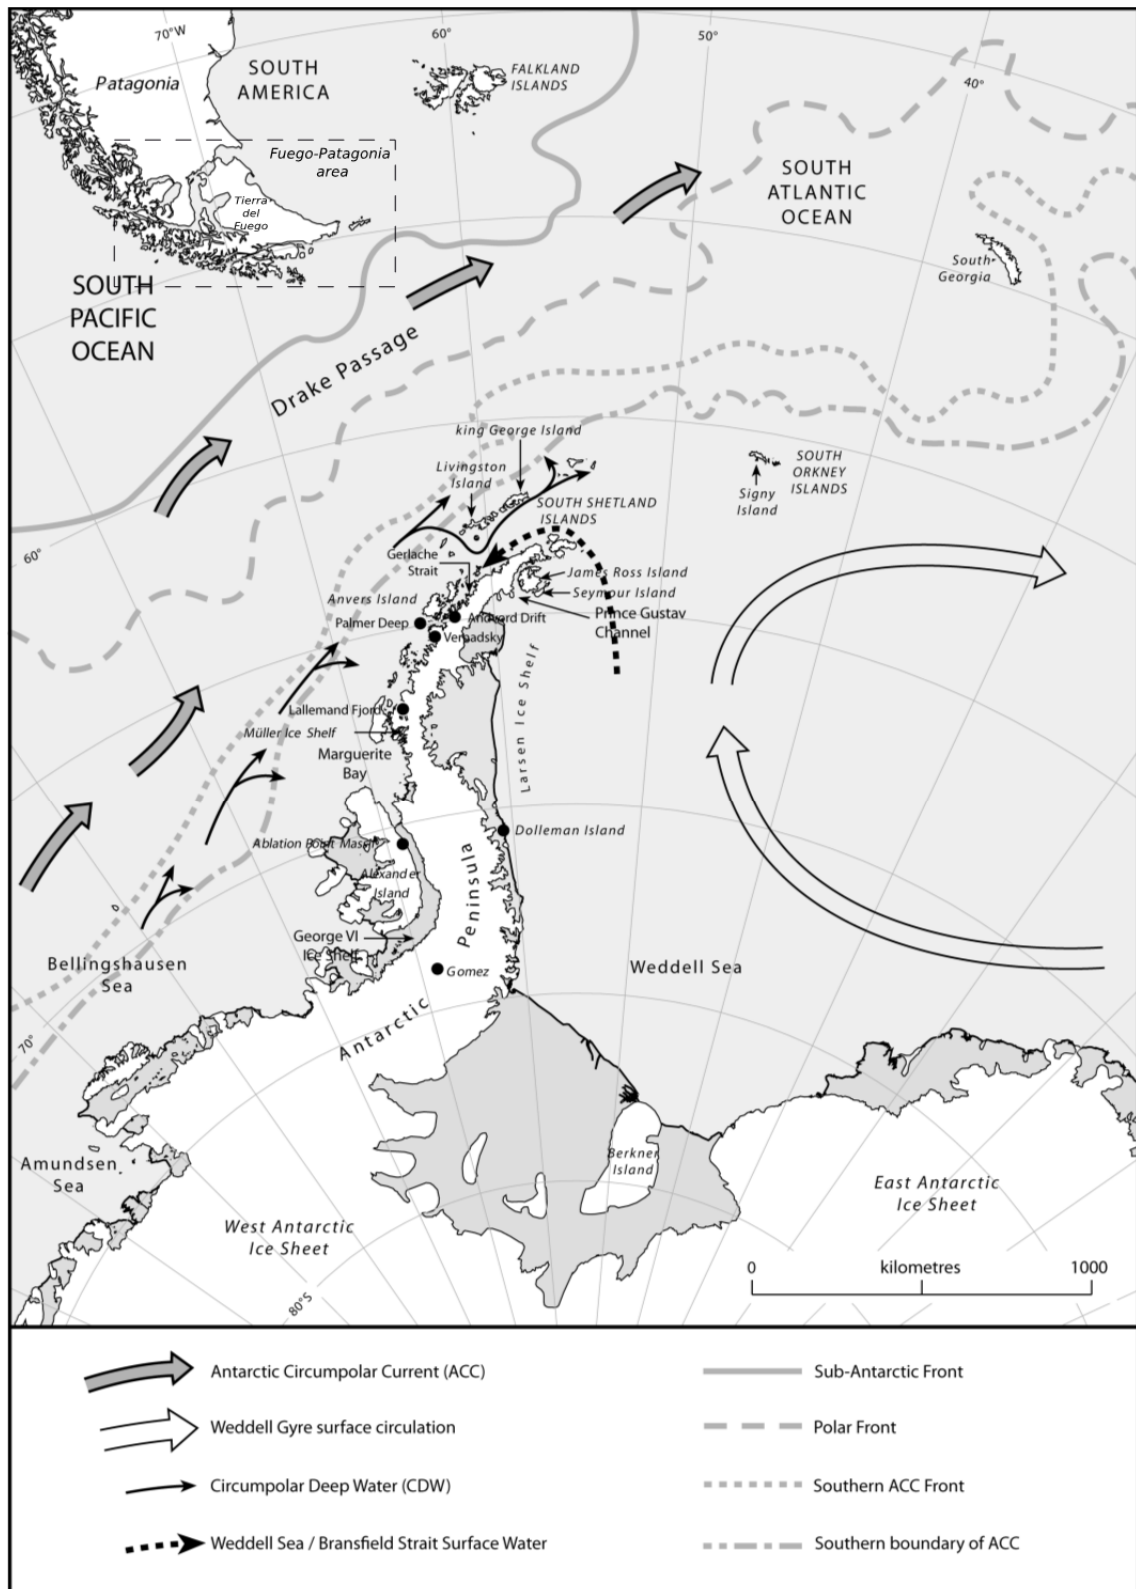 70°W
60°
50°
40°
Patagonia
SOUTH
AMERICA
FALKLAND
ISLANDS
Fuego-Patagonia
area
Tierra
del
Fuego
SOUTH
ATLANTIC
OCEAN
South
Georgia
SOUTH
PACIFIC
OCEAN
Drake Passage
king George Island
Livingston
Island
SOUTH SHETLAND
ISLANDS
SOUTH
ORKNEY
ISLANDS
Signy
Island
60°
Gerlache
Strait
James Ross Island
Seymour Island
Prince Gustav
Channel
Anvers Island
Palmer Deep
Andvord Drift
Vernadsky
Larsen Ice Shelf
Lallemand Fjord
Müller Ice Shelf
Marguerite
Bay
Dolleman Island
Ablation Point Massif
Alexander
Island
Peninsula
George VI
Ice Shelf
Gomez
Antarctic
Weddell Sea
Bellingshausen
Sea
70°
Amundsen
Sea
Berkner
Island
West Antarctic
Ice Sheet
East Antarctic
Ice Sheet
80°S
0 kilometres 1000
Antarctic Circumpolar Current (ACC)
Weddell Gyre surface circulation
Circumpolar Deep Water (CDW)
Weddell Sea / Bransfield Strait Surface Water
Sub-Antarctic Front
Polar Front
Southern ACC Front
Southern boundary of ACC